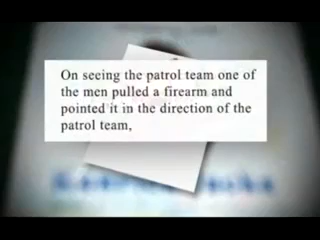 On seeing the patrol team one of
the men pulled a firearm and
pointed it in the direction of the
patrol team,